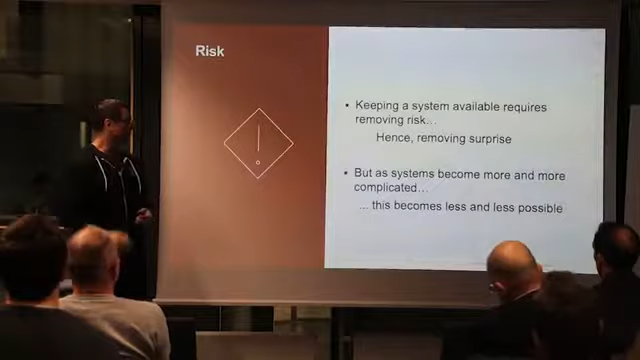 Risk
• Keeping a system available requires
removing risk…
Hence, removing surprise
• But as systems become more and more
complicated…
... this becomes less and less possible